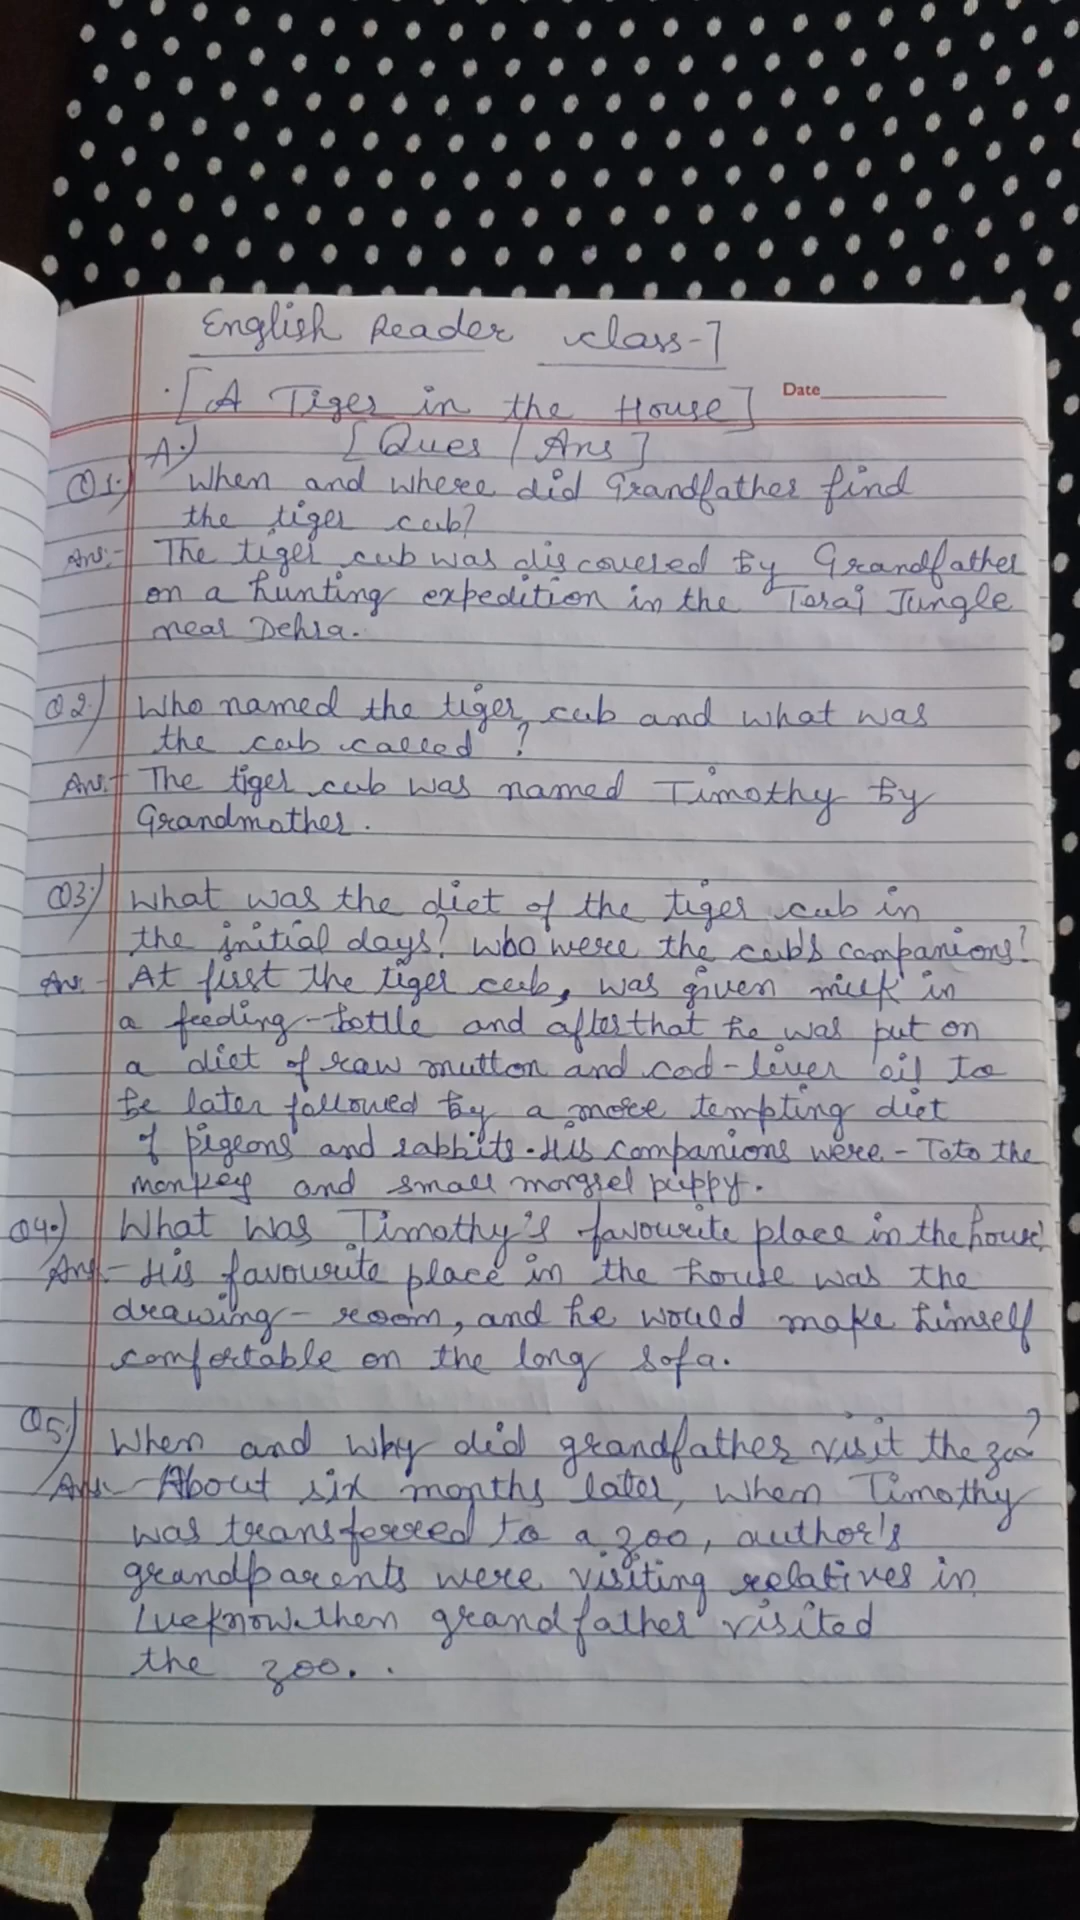 English Reader class-7
[A Tiger in the House]
Date
A.) [Ques / Ans]
Q1.) When and where did Grandfather find
the tiger cub?
Ans:- The tiger cub was discovered by Grandfather
on a hunting expedition in the Terai Jungle
near Dehra.
Q2.) Who named the tiger cub and what was
the cub called?
Ans:- The tiger cub was named Timothy by
Grandmother.
Q3.) What was the diet of the tiger cub in
the initial days? Who were the cub's companions?
Ans - At first the tiger cub, was given milk in
a feeding-bottle and after that he was put on
a diet of raw mutton and cod-liver oil to
be later followed by a more tempting diet
of pigeons and rabbits. His companions were - Toto the
monkey and small mongrel puppy.
Q4.) What was Timothy's favourite place in the house?
Ans - His favourite place in the house was the
drawing-room, and he would make himself
comfortable on the long sofa.
Q5.) When and why did grandfather visit the zoo?
Ans - About six months later, when Timothy
was transferred to a zoo, author's
grandparents were visiting relatives in
Lucknow. then grandfather visited
the zoo..